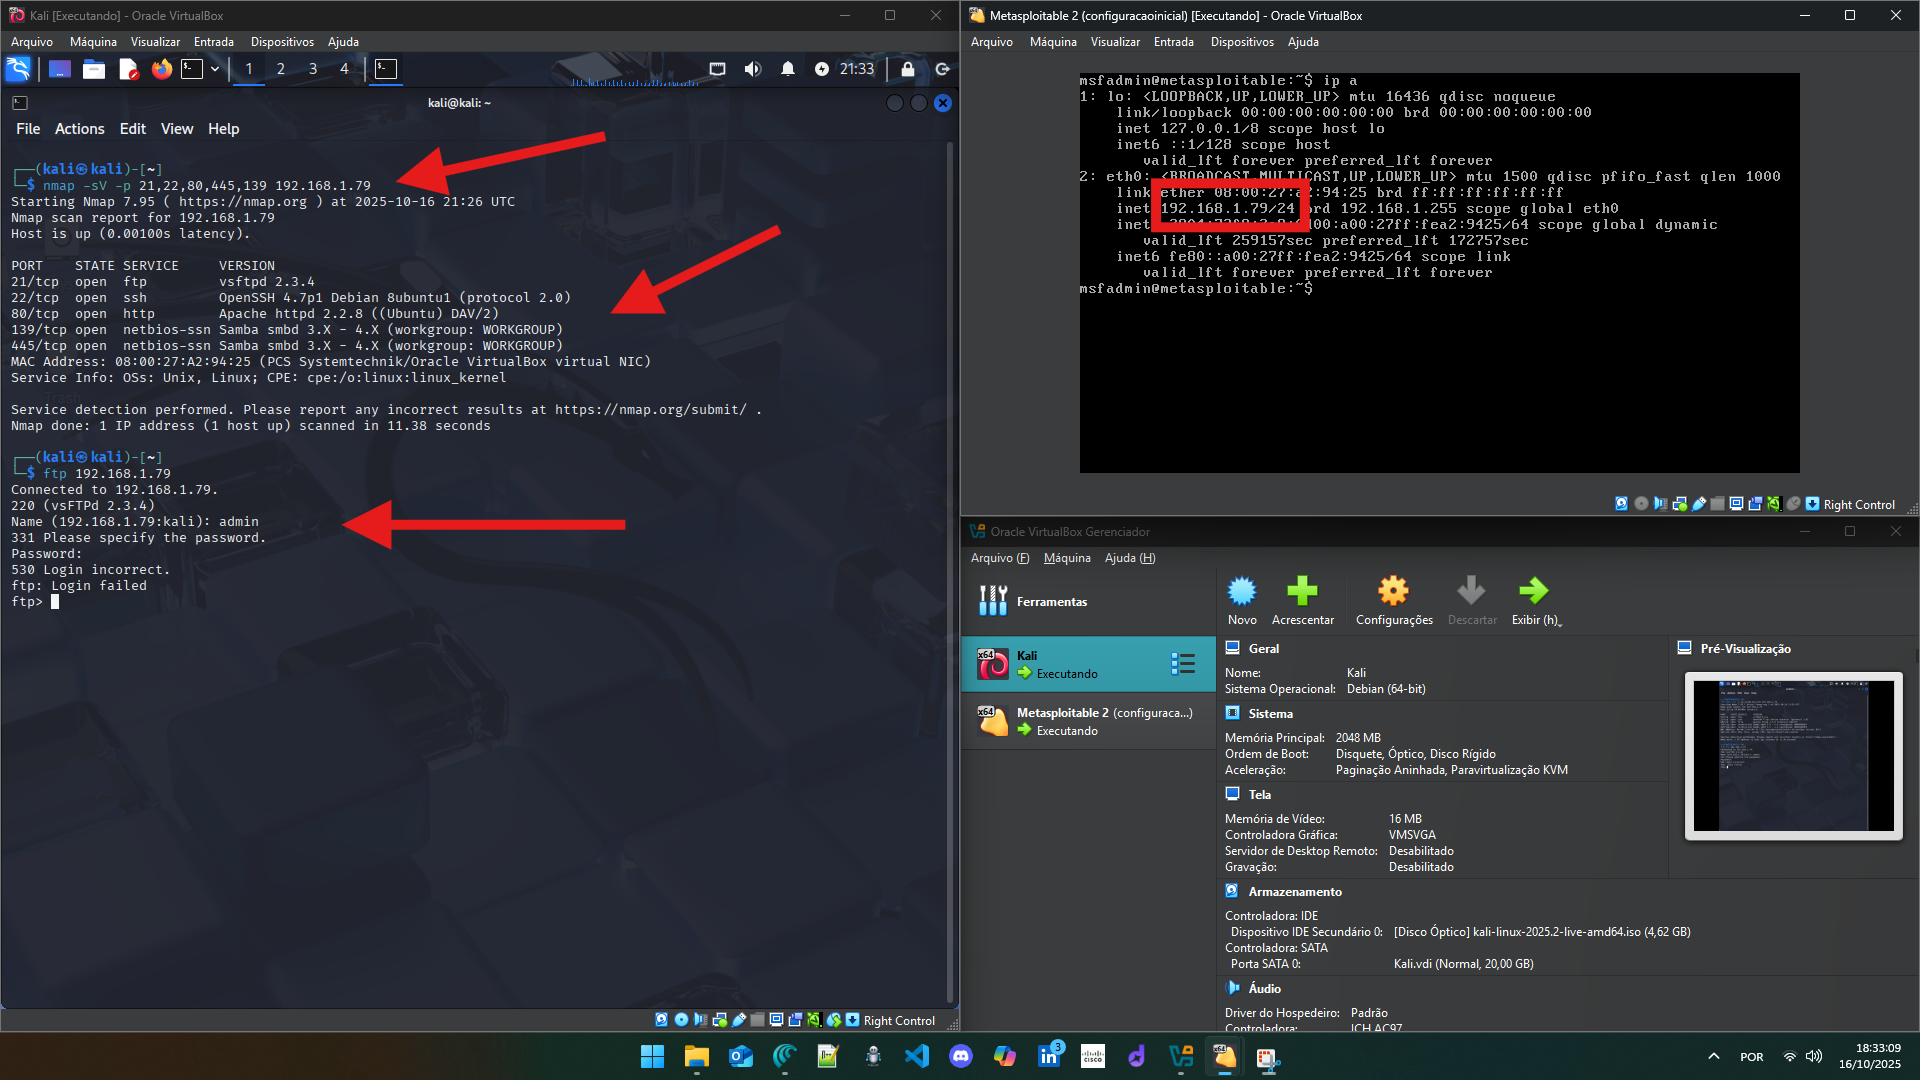 Kali [Executando] - Oracle VirtualBox
Arquivo Máquina Visualizar Entrada Dispositivos Ajuda
1 2 3 4 21:33
kali@kali: ~
File Actions Edit View Help
┌──(kali㉿kali)-[~]
└─$ nmap -sV -p 21,22,80,445,139 192.168.1.79
Starting Nmap 7.95 ( https://nmap.org ) at 2025-10-16 21:26 UTC
Nmap scan report for 192.168.1.79
Host is up (0.00100s latency).
PORT STATE SERVICE VERSION
21/tcp open ftp vsftpd 2.3.4
22/tcp open ssh OpenSSH 4.7p1 Debian 8ubuntu1 (protocol 2.0)
80/tcp open http Apache httpd 2.2.8 ((Ubuntu) DAV/2)
139/tcp open netbios-ssn Samba smbd 3.X - 4.X (workgroup: WORKGROUP)
445/tcp open netbios-ssn Samba smbd 3.X - 4.X (workgroup: WORKGROUP)
MAC Address: 08:00:27:A2:94:25 (PCS Systemtechnik/Oracle VirtualBox virtual NIC)
Service Info: OSs: Unix, Linux; CPE: cpe:/o:linux:linux_kernel
Service detection performed. Please report any incorrect results at https://nmap.org/submit/ .
Nmap done: 1 IP address (1 host up) scanned in 11.38 seconds
┌──(kali㉿kali)-[~]
└─$ ftp 192.168.1.79
Connected to 192.168.1.79.
220 (vsFTPd 2.3.4)
Name (192.168.1.79:kali): admin
331 Please specify the password.
Password:
530 Login incorrect.
ftp: Login failed
ftp>
Right Control
Metasploitable 2 (configuracaoinicial) [Executando] - Oracle VirtualBox
Arquivo Máquina Visualizar Entrada Dispositivos Ajuda
msfadmin@metasploitable:~$ ip a
1: lo: <LOOPBACK,UP,LOWER_UP> mtu 16436 qdisc noqueue
link/loopback 00:00:00:00:00:00 brd 00:00:00:00:00:00
inet 127.0.0.1/8 scope host lo
inet6 ::1/128 scope host
valid_lft forever preferred_lft forever
2: eth0: <BROADCAST,MULTICAST,UP,LOWER_UP> mtu 1500 qdisc pfifo_fast qlen 1000
link/ether 08:00:27:a2:94:25 brd ff:ff:ff:ff:ff:ff
inet 192.168.1.79/24 brd 192.168.1.255 scope global eth0
:a00:27ff:fea2:9425/64 scope global dynamic
valid_lft 259157sec preferred_lft 172757sec
inet6 fe80::a00:27ff:fea2:9425/64 scope link
valid_lft forever preferred_lft forever
msfadmin@metasploitable:~$
Right Control
Oracle VirtualBox Gerenciador
Arquivo (F) Máquina Ajuda (H)
Ferramentas
Novo Acrescentar Configurações Descartar Exibir (h)
x64 Kali
Executando
x64 Metasploitable 2 (configuraca...)
Executando
Geral
Nome: Kali
Sistema Operacional: Debian (64-bit)
Sistema
Memória Principal: 2048 MB
Ordem de Boot: Disquete, Óptico, Disco Rígido
Aceleração: Paginação Aninhada, Paravirtualização KVM
Tela
Memória de Vídeo: 16 MB
Controladora Gráfica: VMSVGA
Servidor de Desktop Remoto: Desabilitado
Gravação: Desabilitado
Armazenamento
Controladora: IDE
Dispositivo IDE Secundário 0: [Disco Óptico] kali-linux-2025.2-live-amd64.iso (4,62 GB)
Controladora: SATA
Porta SATA 0: Kali.vdi (Normal, 20,00 GB)
Áudio
Driver do Hospedeiro: Padrão
Controladora: ICH AC97
Pré-Visualização
3
CISCO
x64
POR
18:33:09
16/10/2025